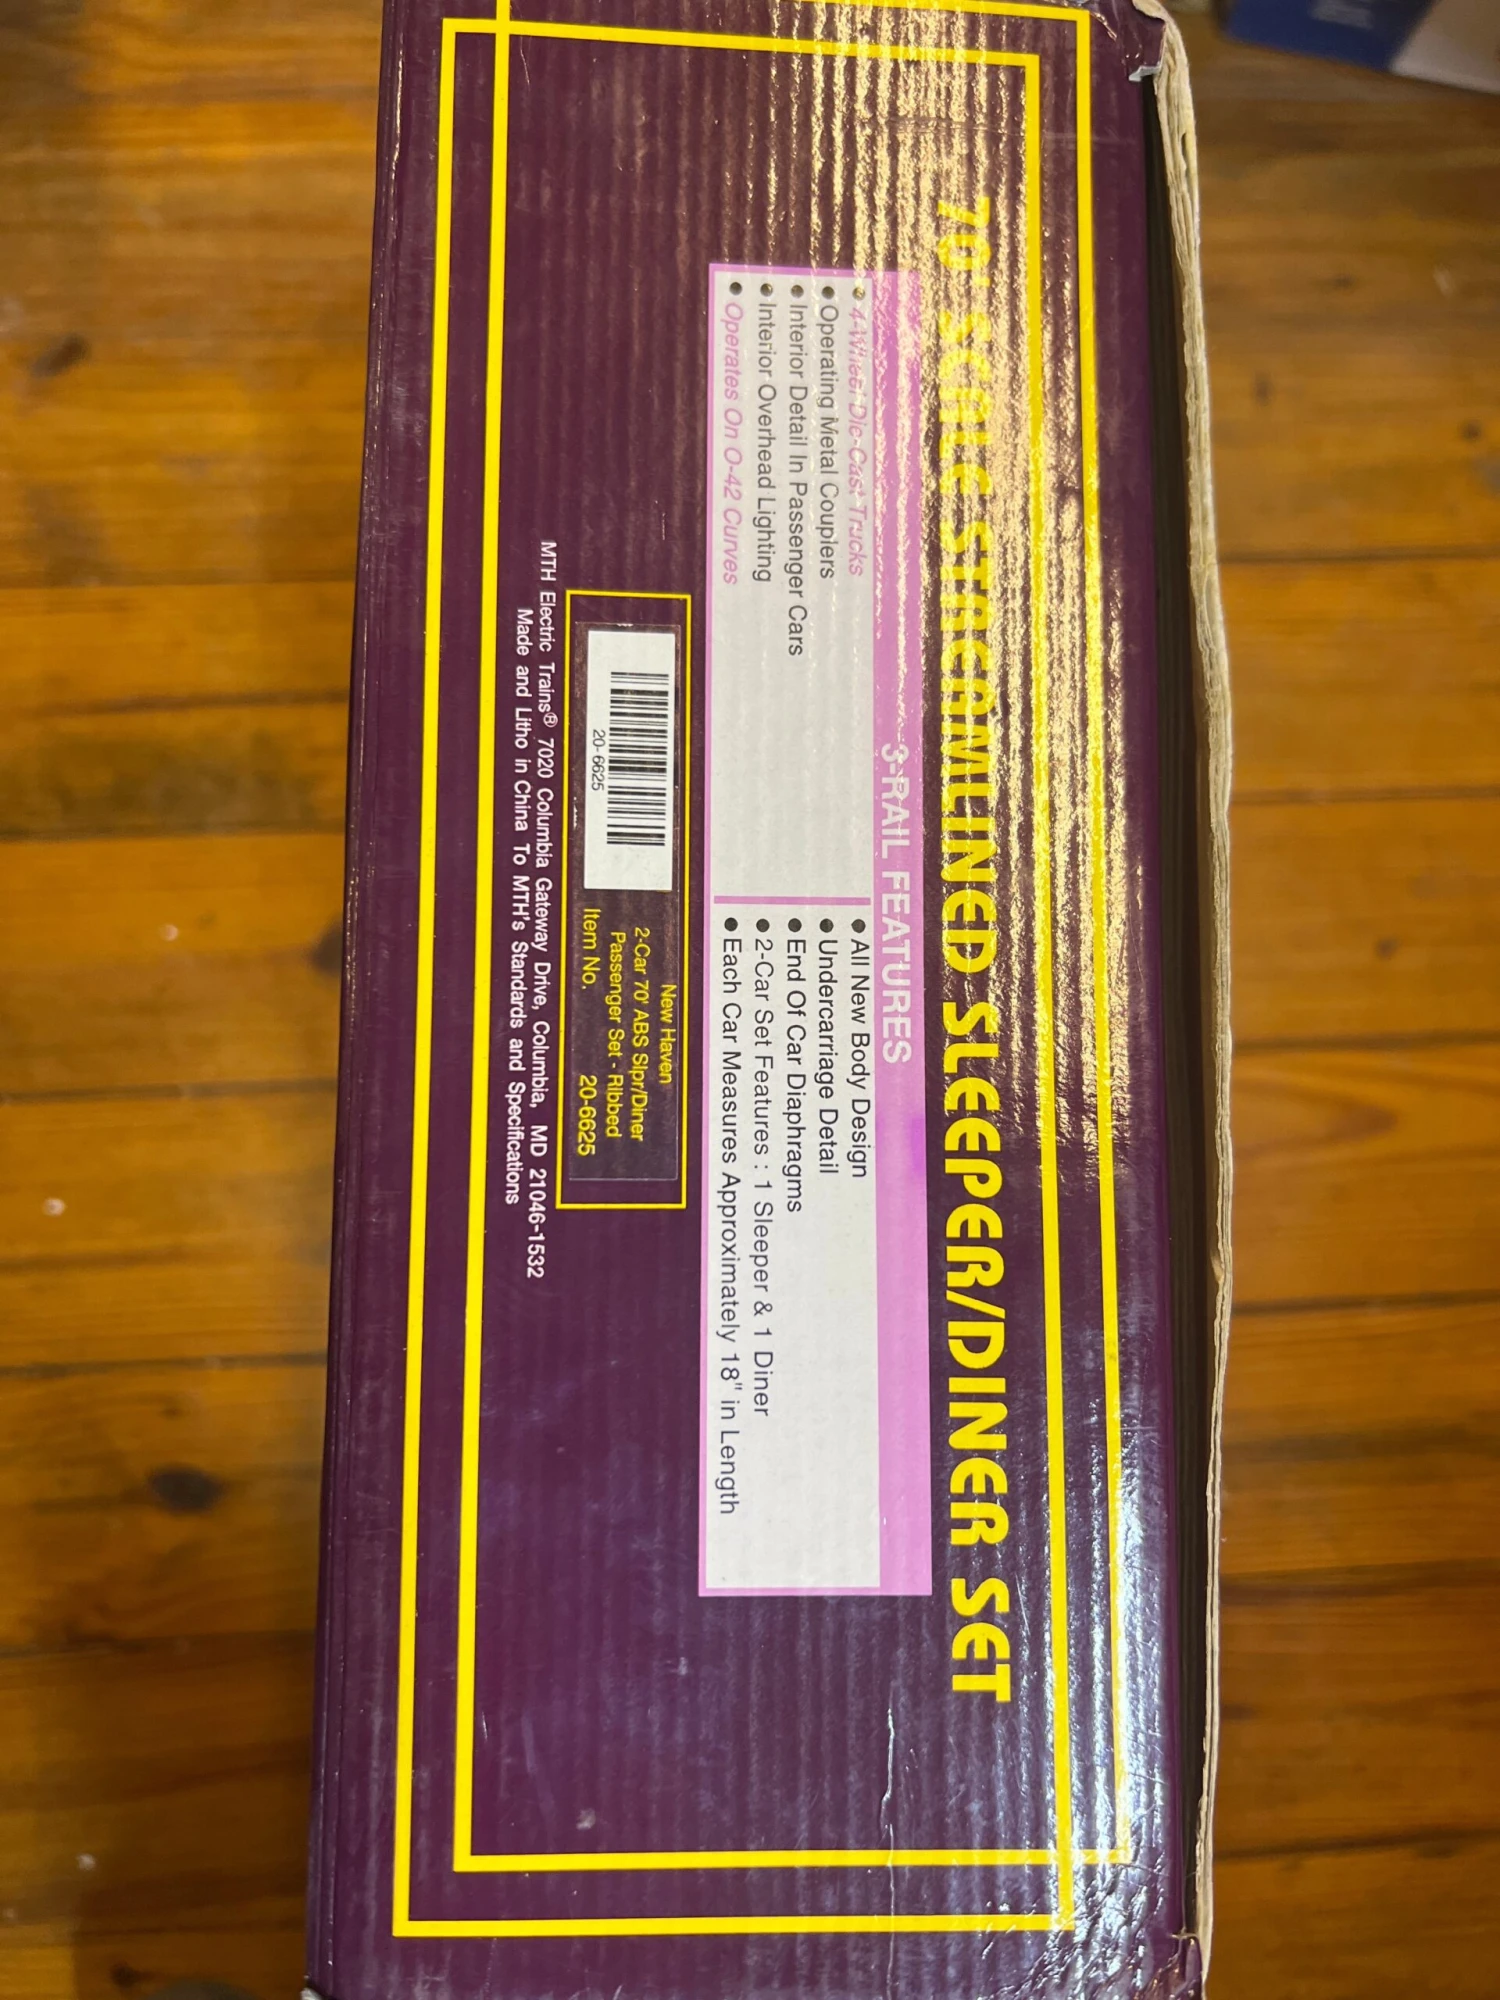 70' SCALE STREAMLINED SLEEPER/DINER SET
3-RAIL FEATURES
• 4-Wheel Die-Cast Trucks
• Operating Metal Couplers
• Interior Detail In Passenger Cars
• Interior Overhead Lighting
• Operates On O-42 Curves
• All New Body Design
• Undercarriage Detail
• End Of Car Diaphragms
• 2-Car Set Features : 1 Sleeper & 1 Diner
• Each Car Measures Approximately 18" in Length
20-6625
New Haven
2-Car 70' ABS Slpr/Diner
Passenger Set - Ribbed
Item No. 20-6625
MTH Electric Trains® 7020 Columbia Gateway Drive, Columbia, MD 21046-1532
Made and Litho in China To MTH's Standards and Specifications